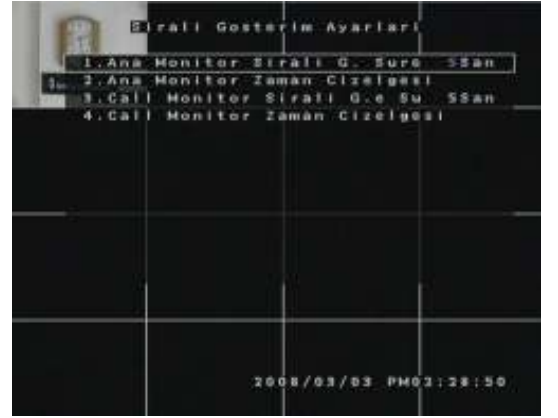 Sirali Gosterim Ayarlari
1.Ana Monitor Sirali G. Sure 5San
2.Ana Monitor Zaman Cizelgesi
3.Call Monitor Sirali G.e Su 5San
4.Call Monitor Zaman Cizelgesi
2008/03/03 PM02:28:50